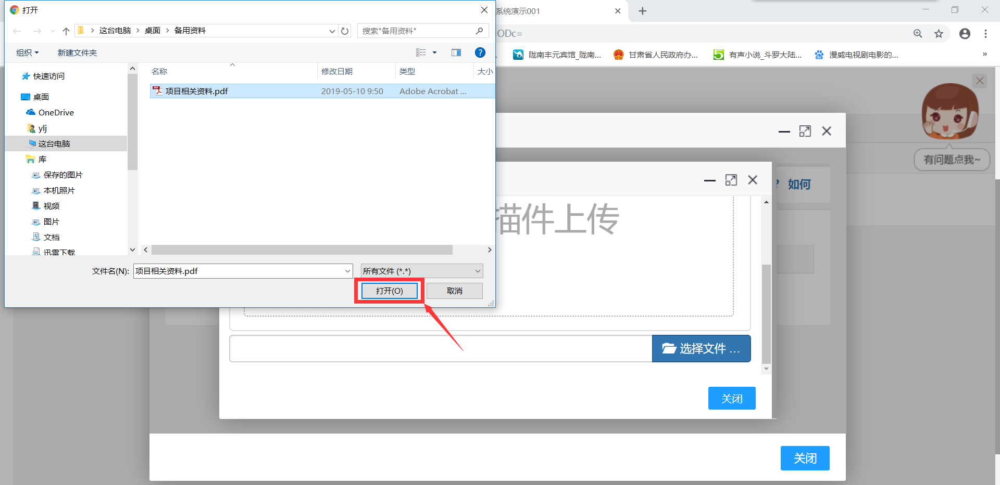 打开
系统演示001
这台电脑 桌面 备用资料
搜索"备用资料"
ODc=
组织
新建文件夹
陇南丰元宾馆_陇南...
甘肃省人民政府办...
有声小说_斗罗大陆...
漫威电视剧电影的...
»
名称
修改日期
类型
大小
快速访问
桌面
OneDrive
ylj
这台电脑
库
保存的图片
本机照片
视频
图片
文档
迅雷下载
项目相关资料.pdf
2019-05-10 9:50
Adobe Acrobat ...
有问题点我~
? 如何
描件上传
文件名(N):
项目相关资料.pdf
所有文件 (*.*)
打开(O)
取消
选择文件 ...
关闭
关闭